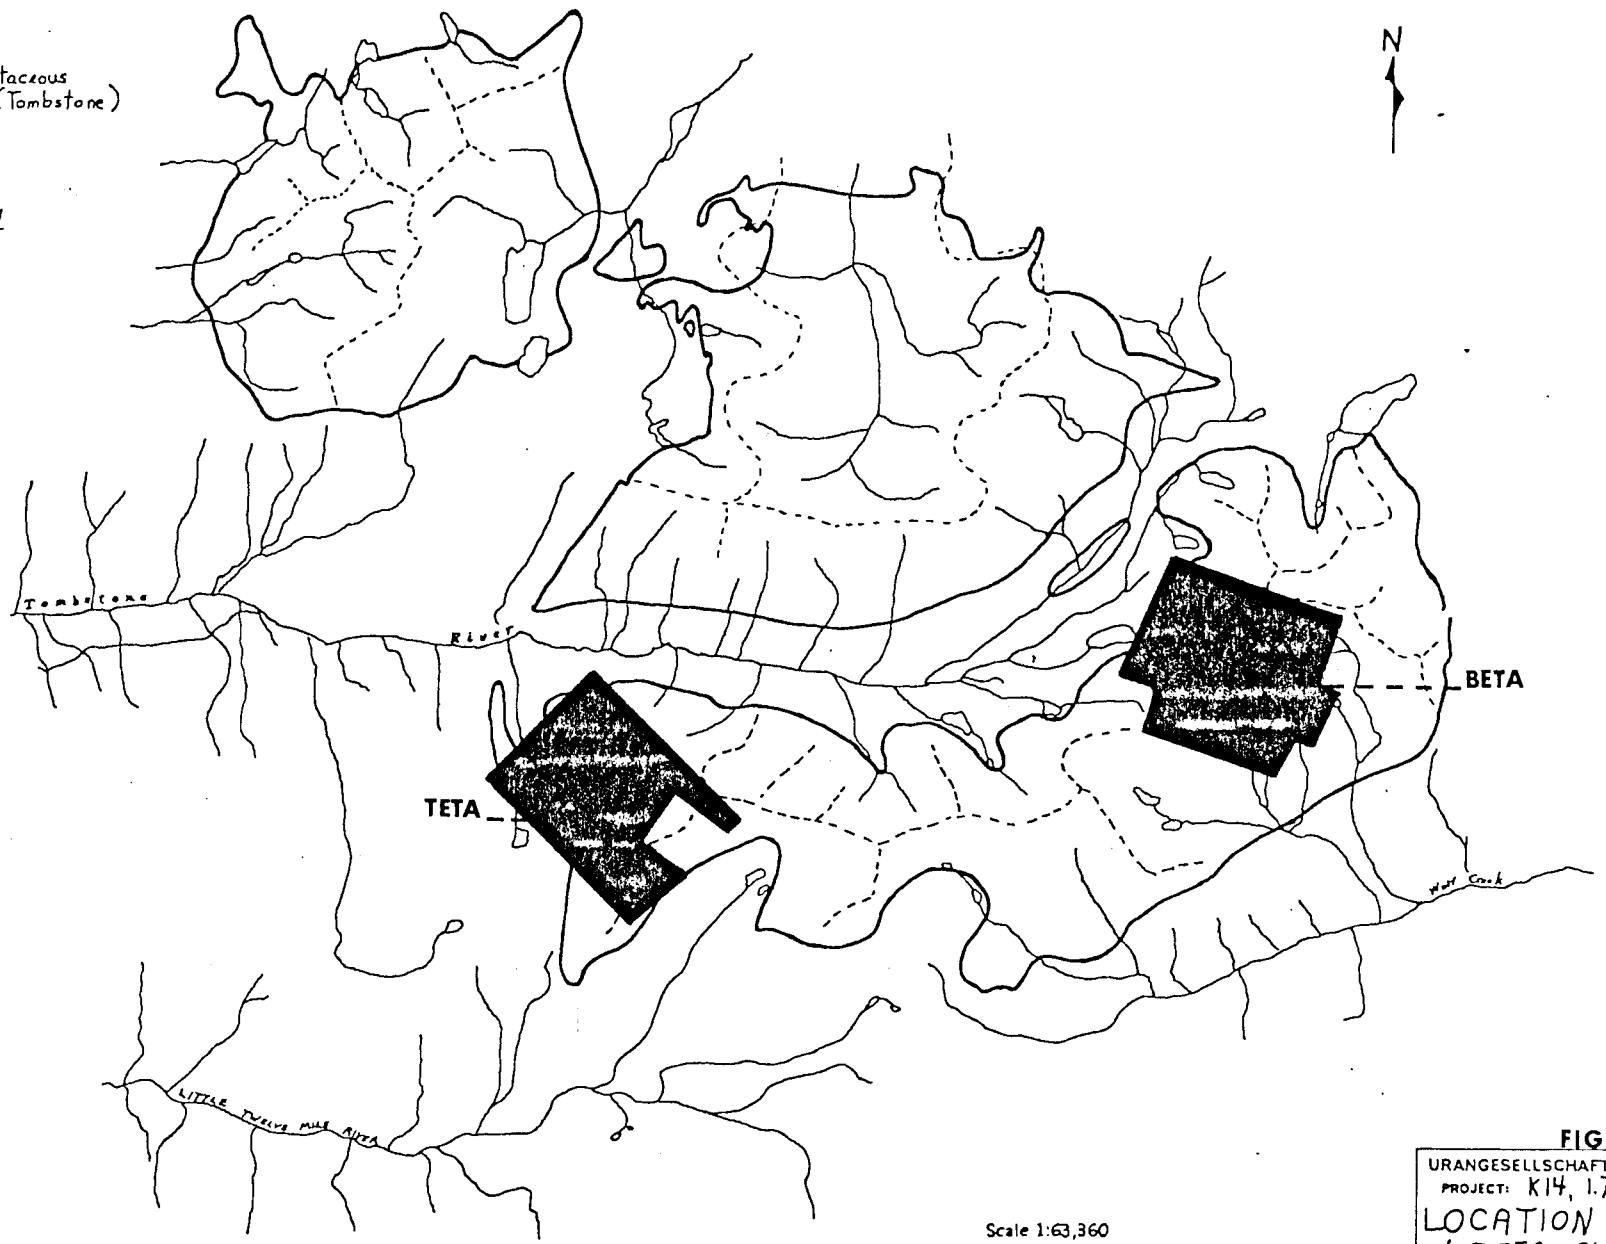 taceous
(Tombstone)
N
Tombstone
River
BETA
TETA
Wolf Creek
LITTLE TWELVE MILE RIVER
FIG
URANGESELLSCHAFT
PROJECT: K14, 1.7
LOCATION
Scale 1:63,360